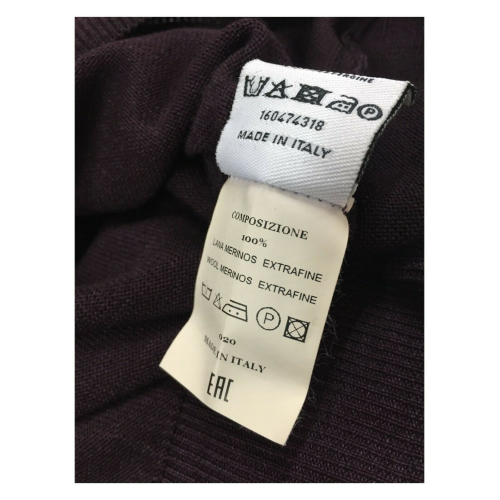 160474318
MADE IN ITALY
COMPOSIZIONE
100%
LANA MERINOS EXTRAFINE
WOOL MERINOS EXTRAFINE
P
020
MADE IN ITALY
EAC